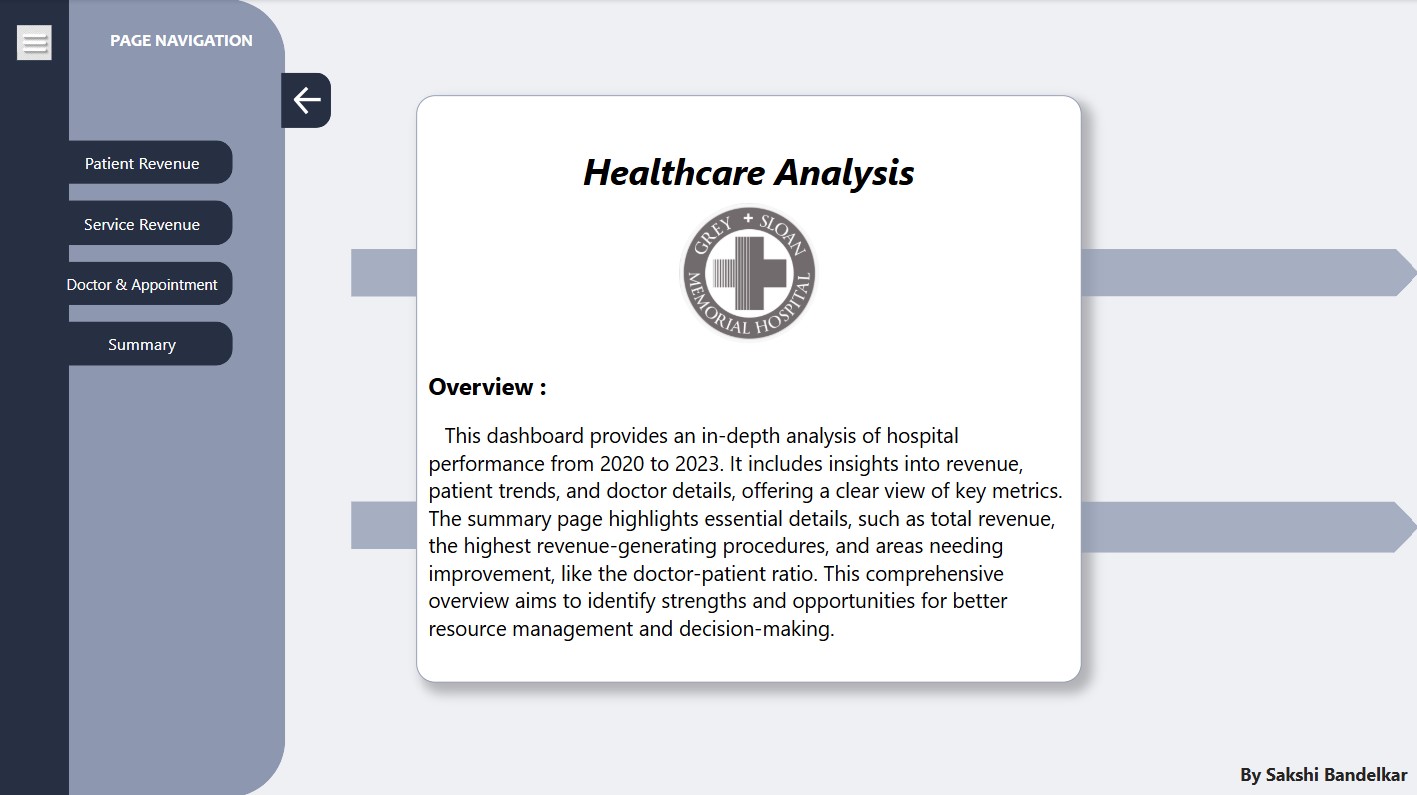 PAGE NAVIGATION
Patient Revenue
Service Revenue
Doctor & Appointment
Summary
Healthcare Analysis
GREY + SLOAN
MEMORIAL HOSPITAL
Overview :
This dashboard provides an in-depth analysis of hospital
performance from 2020 to 2023. It includes insights into revenue,
patient trends, and doctor details, offering a clear view of key metrics.
The summary page highlights essential details, such as total revenue,
the highest revenue-generating procedures, and areas needing
improvement, like the doctor-patient ratio. This comprehensive
overview aims to identify strengths and opportunities for better
resource management and decision-making.
By Sakshi Bandelkar